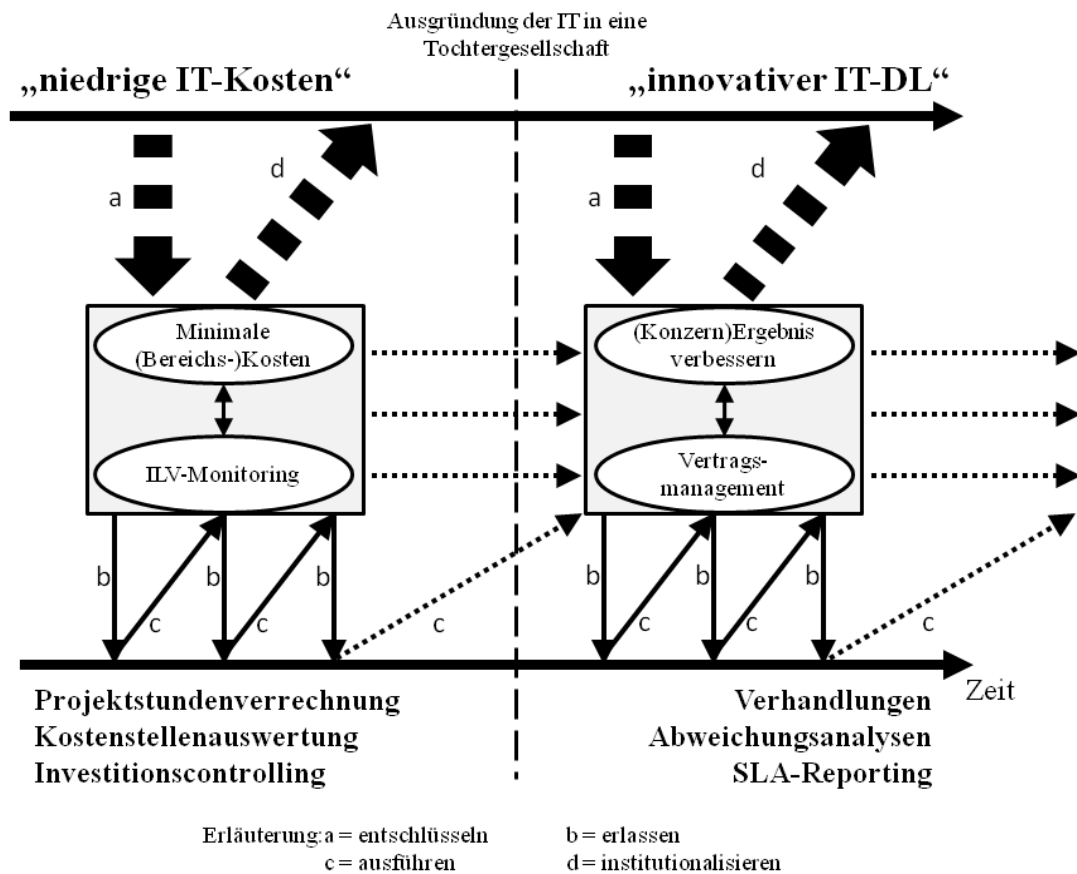 Ausgründung der IT in eine
Tochtergesellschaft
„niedrige IT-Kosten“
„innovativer IT-DL“
a
d
a
d
Minimale
(Bereichs-)Kosten
(Konzern)Ergebnis
verbessern
ILV-Monitoring
Vertrags-
management
b
b
b
b
b
b
c
c
c
c
c
c
Zeit
Projektstundenverrechnung
Kostenstellenauswertung
Investitionscontrolling
Verhandlungen
Abweichungsanalysen
SLA-Reporting
Erläuterung: a = entschlüsseln
b = erlassen
c = ausführen
d = institutionalisieren